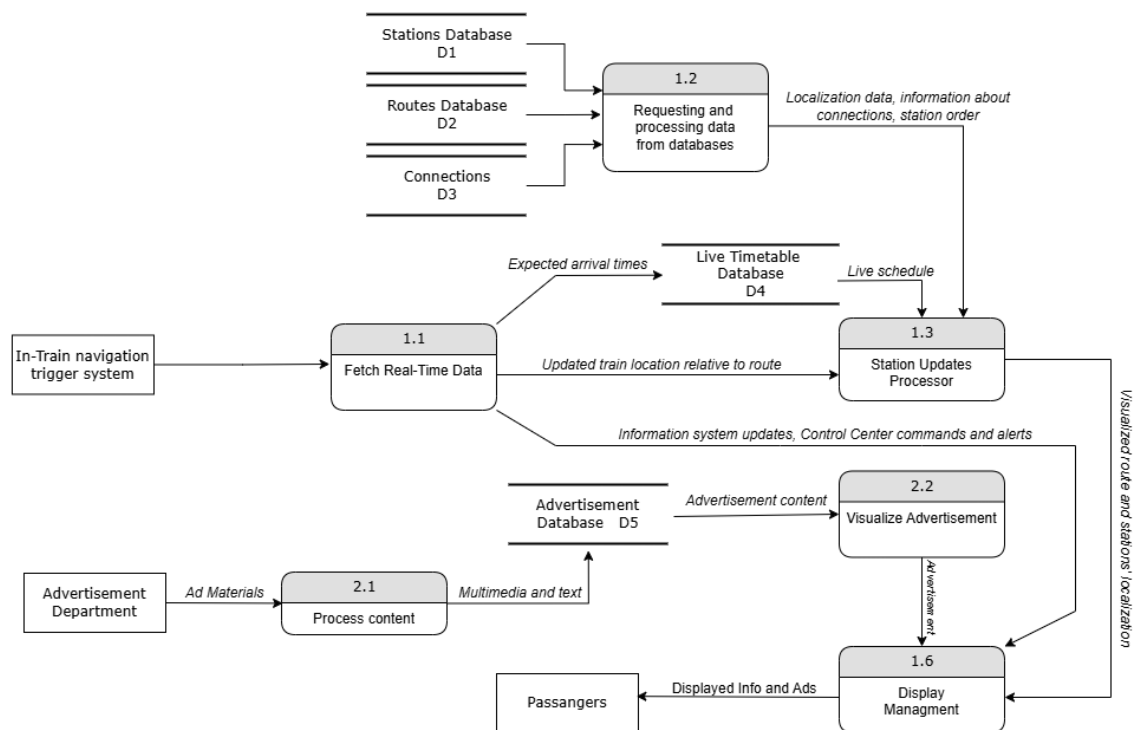 Stations Database
D1
Routes Database
D2
Connections
D3
1.2
Requesting and
processing data
from databases
Localization data, information about
connections, station order
Expected arrival times
Live Timetable
Database
D4
Live schedule
In-Train navigation
trigger system
1.1
Fetch Real-Time Data
Updated train location relative to route
1.3
Station Updates
Processor
Information system updates, Control Center commands and alerts
Visualized route and stations' localization
Advertisement
Database D5
Advertisement content
2.2
Visualize Advertisement
Advertisement
Advertisement
Department
Ad Materials
2.1
Process content
Multimedia and text
1.6
Display
Managment
Displayed Info and Ads
Passangers